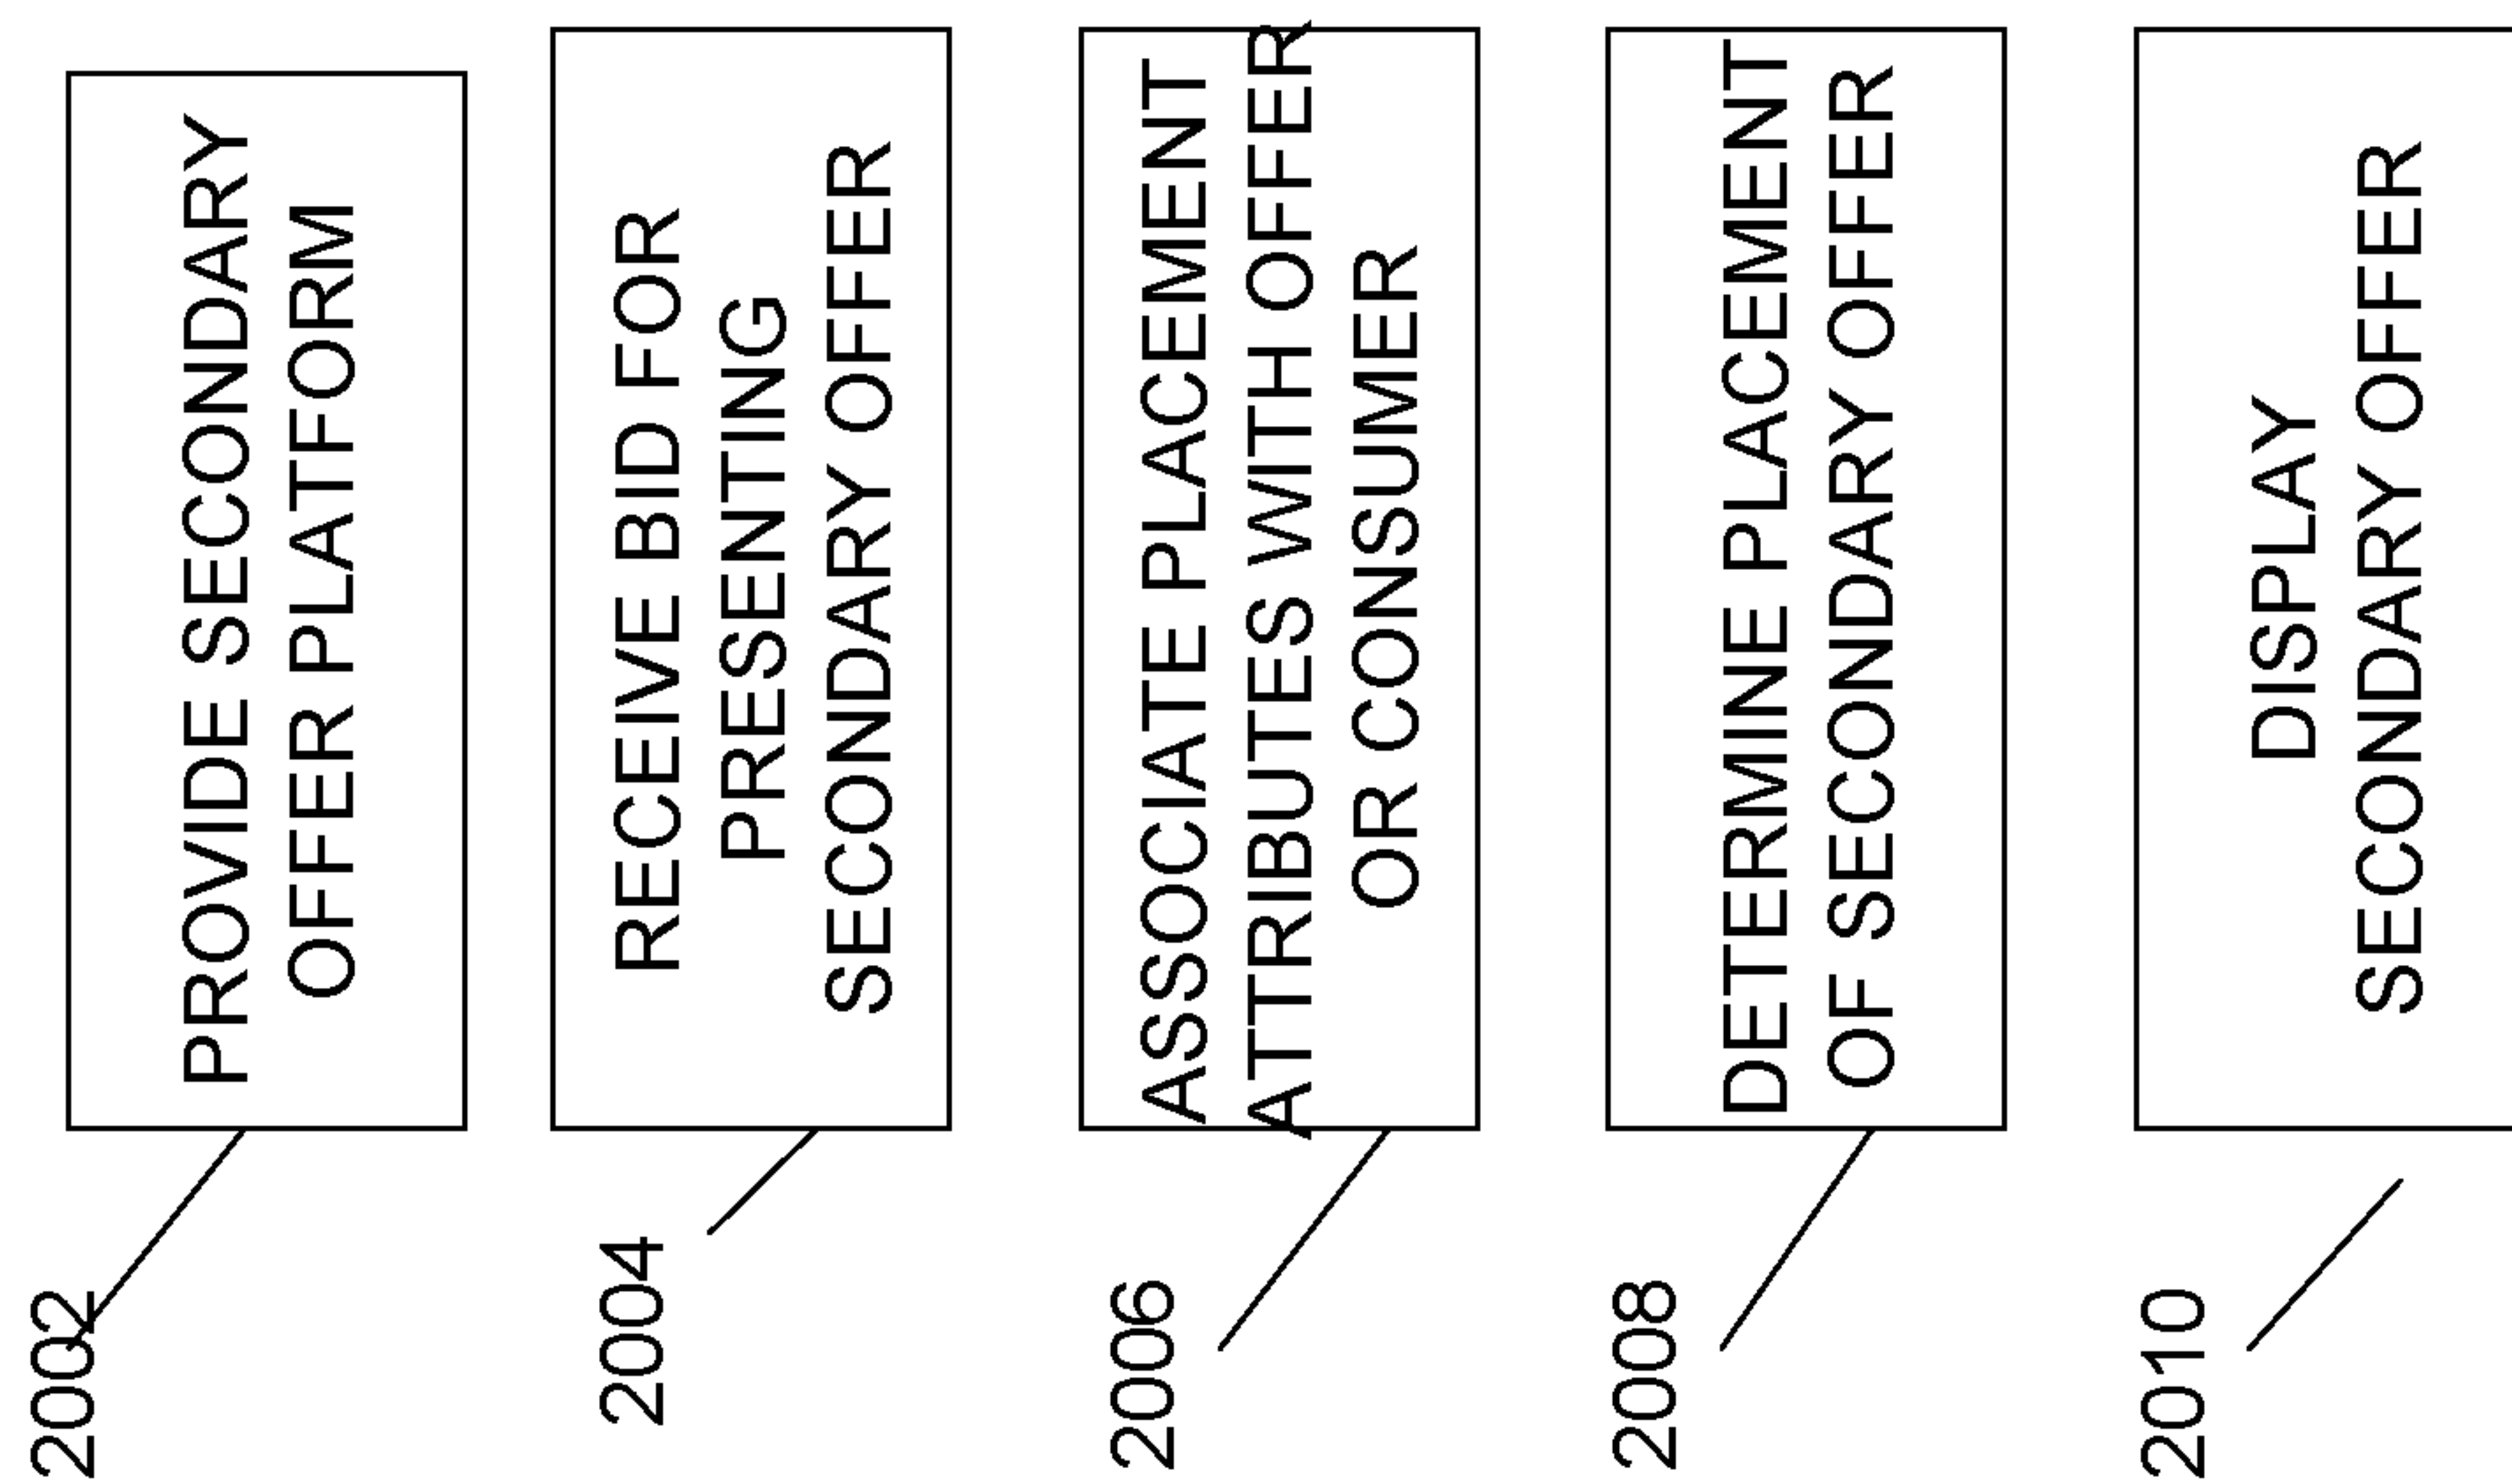 2002
PROVIDE SECONDARY
OFFER PLATFORM
2004
RECEIVE BID FOR
PRESENTING
SECONDARY OFFER
2006
ASSOCIATE PLACEMENT
ATTRIBUTES WITH OFFER
OR CONSUMER
2008
DETERMINE PLACEMENT
OF SECONDARY OFFER
2010
DISPLAY
SECONDARY OFFER